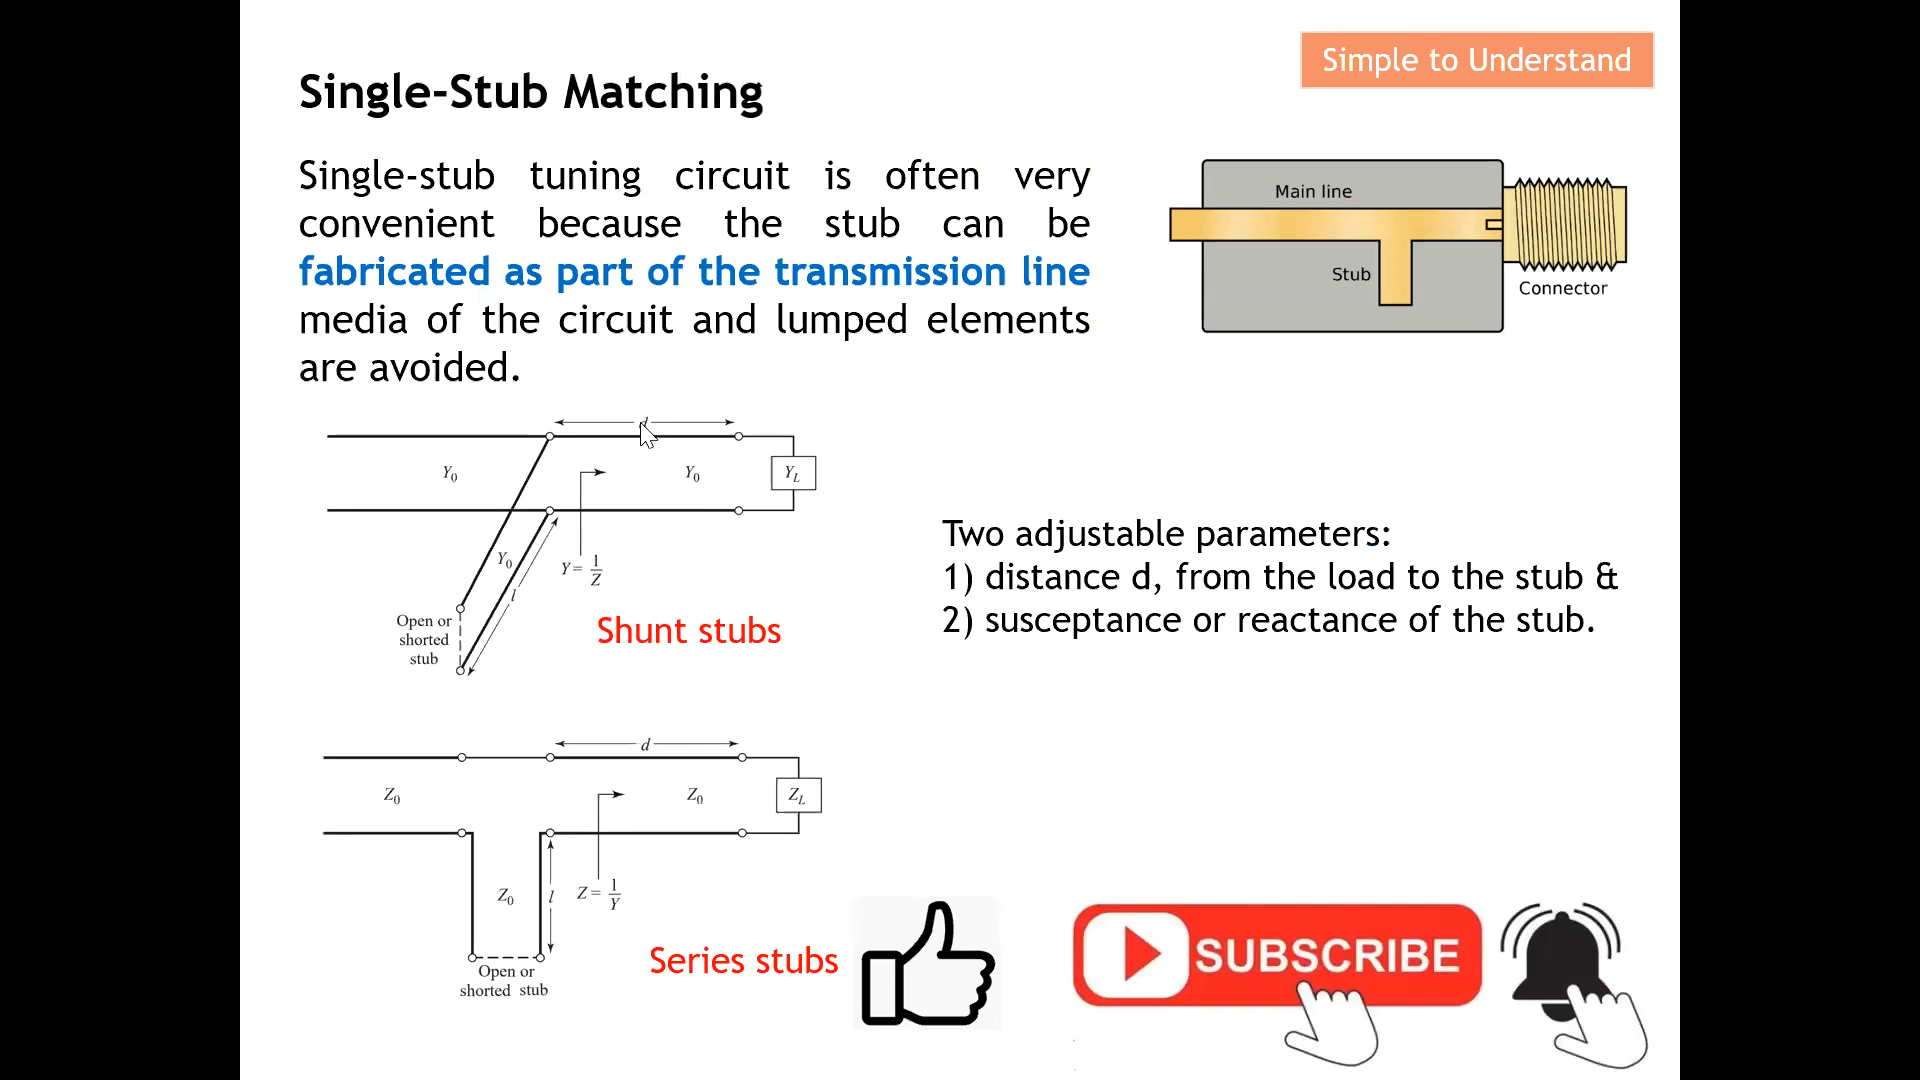 Simple to Understand
Single-Stub Matching
Single-stub tuning circuit is often very
convenient because the stub can be
fabricated as part of the transmission line
media of the circuit and lumped elements
are avoided.
Main line
Stub
Connector
d
Y0
Y0
YL
Y0
l
Y = 1/Z
Open or
shorted
stub
Shunt stubs
Two adjustable parameters:
1) distance d, from the load to the stub &
2) susceptance or reactance of the stub.
d
Z0
Z0
ZL
Z0
l
Z = 1/Y
Open or
shorted stub
Series stubs
SUBSCRIBE